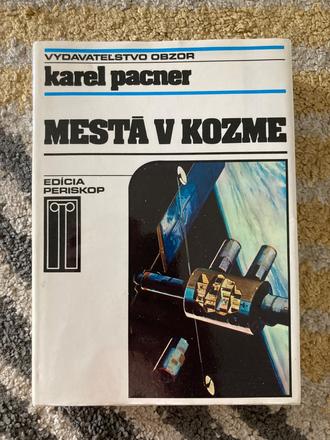 VYDAVATEĽSTVO OBZOR
karel pacner
MESTÁ V KOZME
EDÍCIA
PERISKOP